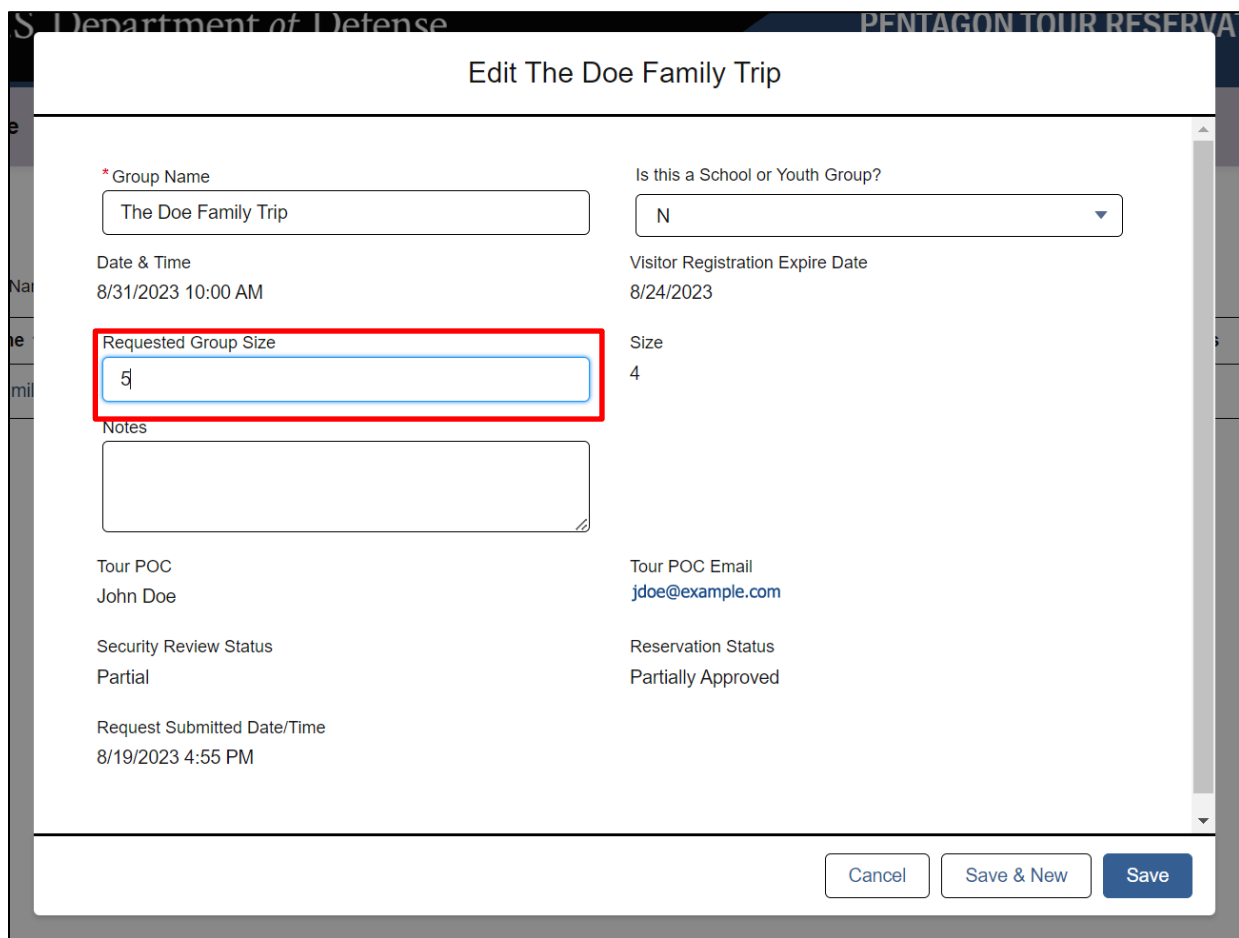 S Department of Defense
PENTAGON TOUR RESERVA
Edit The Doe Family Trip
*Group Name
Is this a School or Youth Group?
The Doe Family Trip
N
Date & Time
Visitor Registration Expire Date
8/31/2023 10:00 AM
8/24/2023
Requested Group Size
Size
5
4
Notes
Tour POC
Tour POC Email
John Doe
jdoe@example.com
Security Review Status
Reservation Status
Partial
Partially Approved
Request Submitted Date/Time
8/19/2023 4:55 PM
Cancel
Save & New
Save